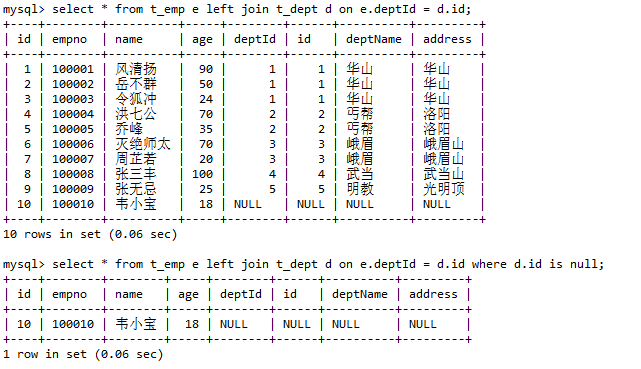 mysql> select * from t_emp e left join t_dept d on e.deptId = d.id;
+----+--------+----------+-----+--------+------+----------+---------+
| id | empno | name | age | deptId | id | deptName | address |
+----+--------+----------+-----+--------+------+----------+---------+
| 1 | 100001 | 风清扬 | 90 | 1 | 1 | 华山 | 华山 |
| 2 | 100002 | 岳不群 | 50 | 1 | 1 | 华山 | 华山 |
| 3 | 100003 | 令狐冲 | 24 | 1 | 1 | 华山 | 华山 |
| 4 | 100004 | 洪七公 | 70 | 2 | 2 | 丐帮 | 洛阳 |
| 5 | 100005 | 乔峰 | 35 | 2 | 2 | 丐帮 | 洛阳 |
| 6 | 100006 | 灭绝师太 | 70 | 3 | 3 | 峨眉 | 峨眉山 |
| 7 | 100007 | 周芷若 | 20 | 3 | 3 | 峨眉 | 峨眉山 |
| 8 | 100008 | 张三丰 | 100 | 4 | 4 | 武当 | 武当山 |
| 9 | 100009 | 张无忌 | 25 | 5 | 5 | 明教 | 光明顶 |
| 10 | 100010 | 韦小宝 | 18 | NULL | NULL | NULL | NULL |
+----+--------+----------+-----+--------+------+----------+---------+
10 rows in set (0.06 sec)
mysql> select * from t_emp e left join t_dept d on e.deptId = d.id where d.id is null;
+----+--------+--------+-----+--------+------+----------+---------+
| id | empno | name | age | deptId | id | deptName | address |
+----+--------+--------+-----+--------+------+----------+---------+
| 10 | 100010 | 韦小宝 | 18 | NULL | NULL | NULL | NULL |
+----+--------+--------+-----+--------+------+----------+---------+
1 row in set (0.06 sec)